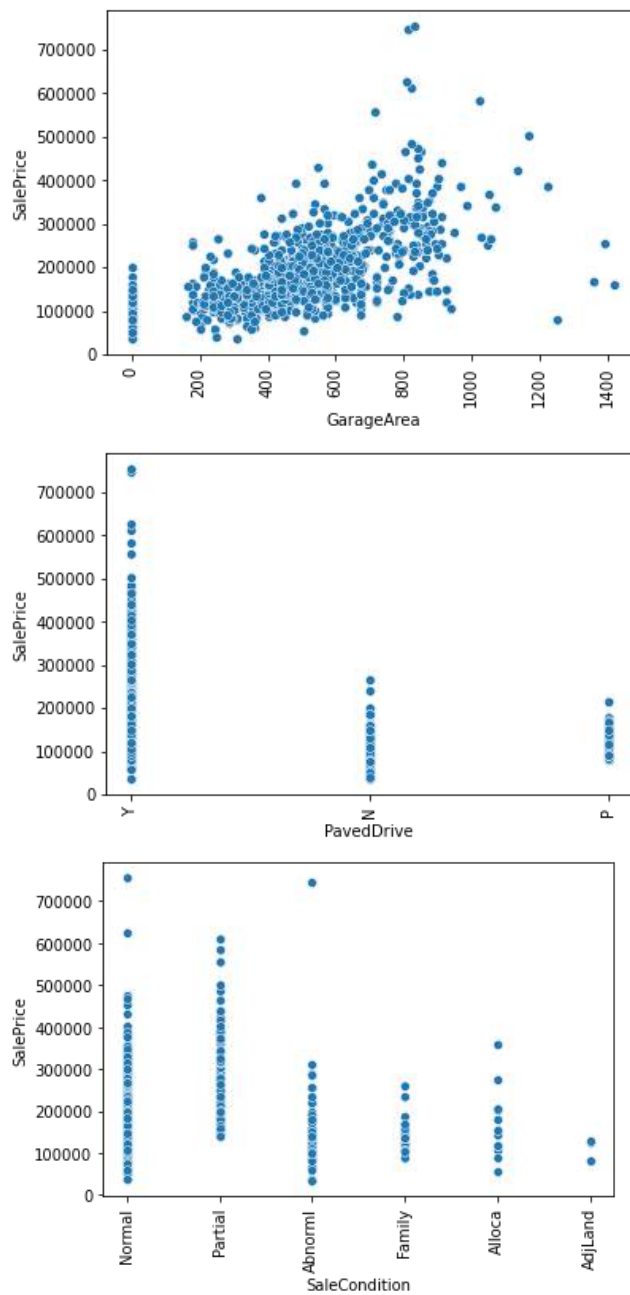 700000
600000
500000
400000
300000
200000
100000
0
SalePrice
0
200
400
600
800
1000
1200
1400
GarageArea
700000
600000
500000
400000
300000
200000
100000
0
SalePrice
Y
N
P
PavedDrive
700000
600000
500000
400000
300000
200000
100000
0
SalePrice
Normal
Partial
Abnorml
Family
Alloca
AdjLand
SaleCondition